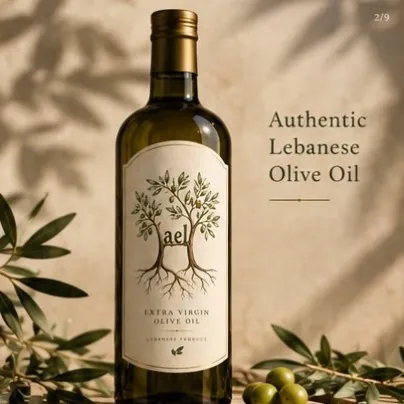 2/9
Authentic
Lebanese
Olive Oil
ael
EXTRA VIRGIN
OLIVE OIL
LEBANESE PRODUCT